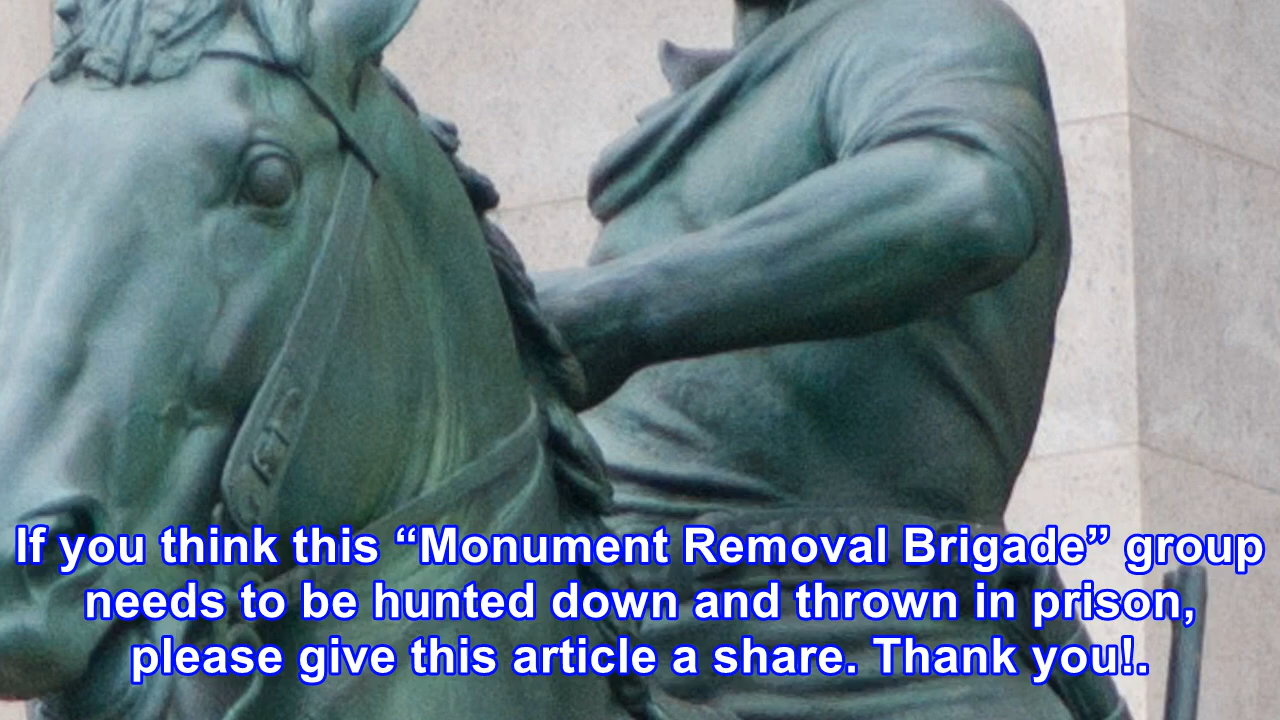 If you think this “Monument Removal Brigade” group
needs to be hunted down and thrown in prison,
please give this article a share. Thank you!.